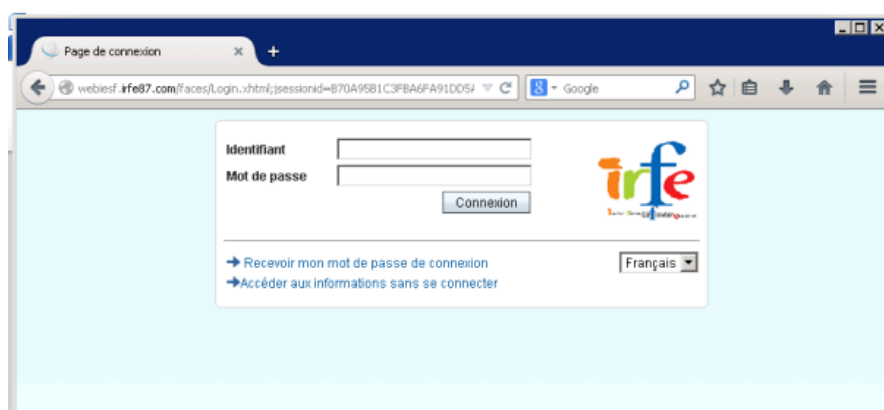 Page de connexion
webiesf.irfe87.com/faces/Login.xhtml;jsessionid=B70A95B1C3FBA6FA91DD5
Google
Identifiant
Mot de passe
Connexion
irfe
Recevoir mon mot de passe de connexion
Français
Accéder aux informations sans se connecter